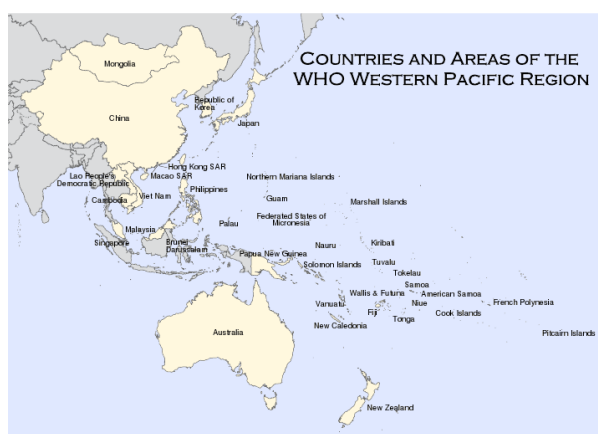 COUNTRIES AND AREAS OF THE
WHO WESTERN PACIFIC REGION
Mongolia
Republic of
Korea
China
Japan
Hong Kong SAR
Lao People's
Macao SAR
Northern Mariana Islands
Democratic Republic
Philippines
Viet Nam
Cambodia
Guam
Marshall Islands
Federated States of
Micronesia
Palau
Malaysia
Singapore
Brunei
Darussalam
Nauru
Kiribati
Papua New Guinea
Solomon Islands
Tuvalu
Tokelau
Samoa
Wallis & Futuna
American Samoa
Vanuatu
Niue
French Polynesia
Fiji
Cook Islands
Tonga
New Caledonia
Australia
Pitcairn Islands
New Zealand